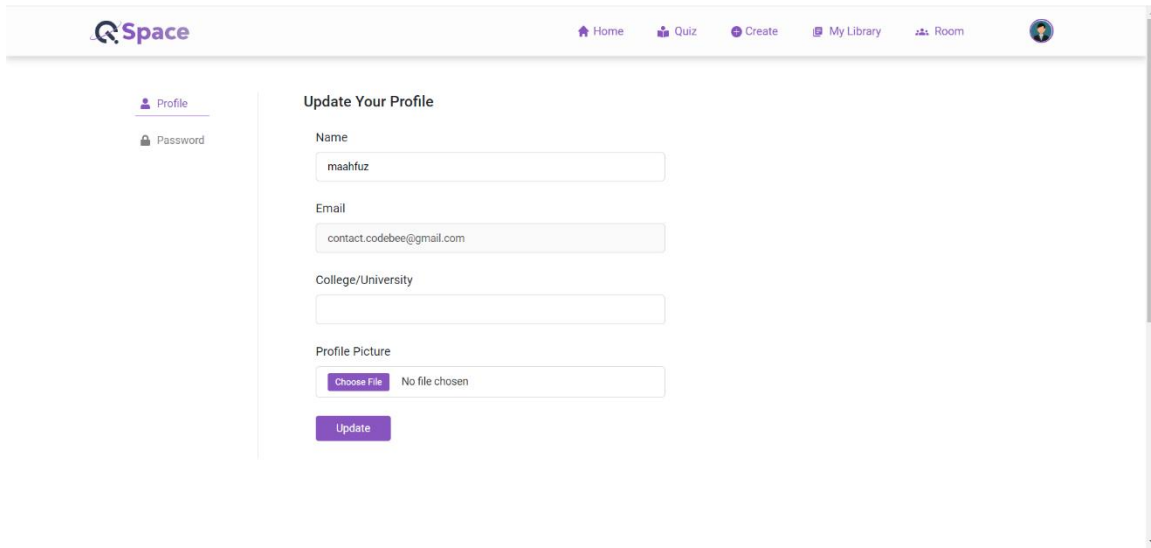 QSpace
Home Quiz Create My Library Room
Profile
Password
Update Your Profile
Name
maahfuz
Email
contact.codebee@gmail.com
College/University
Profile Picture
Choose File No file chosen
Update